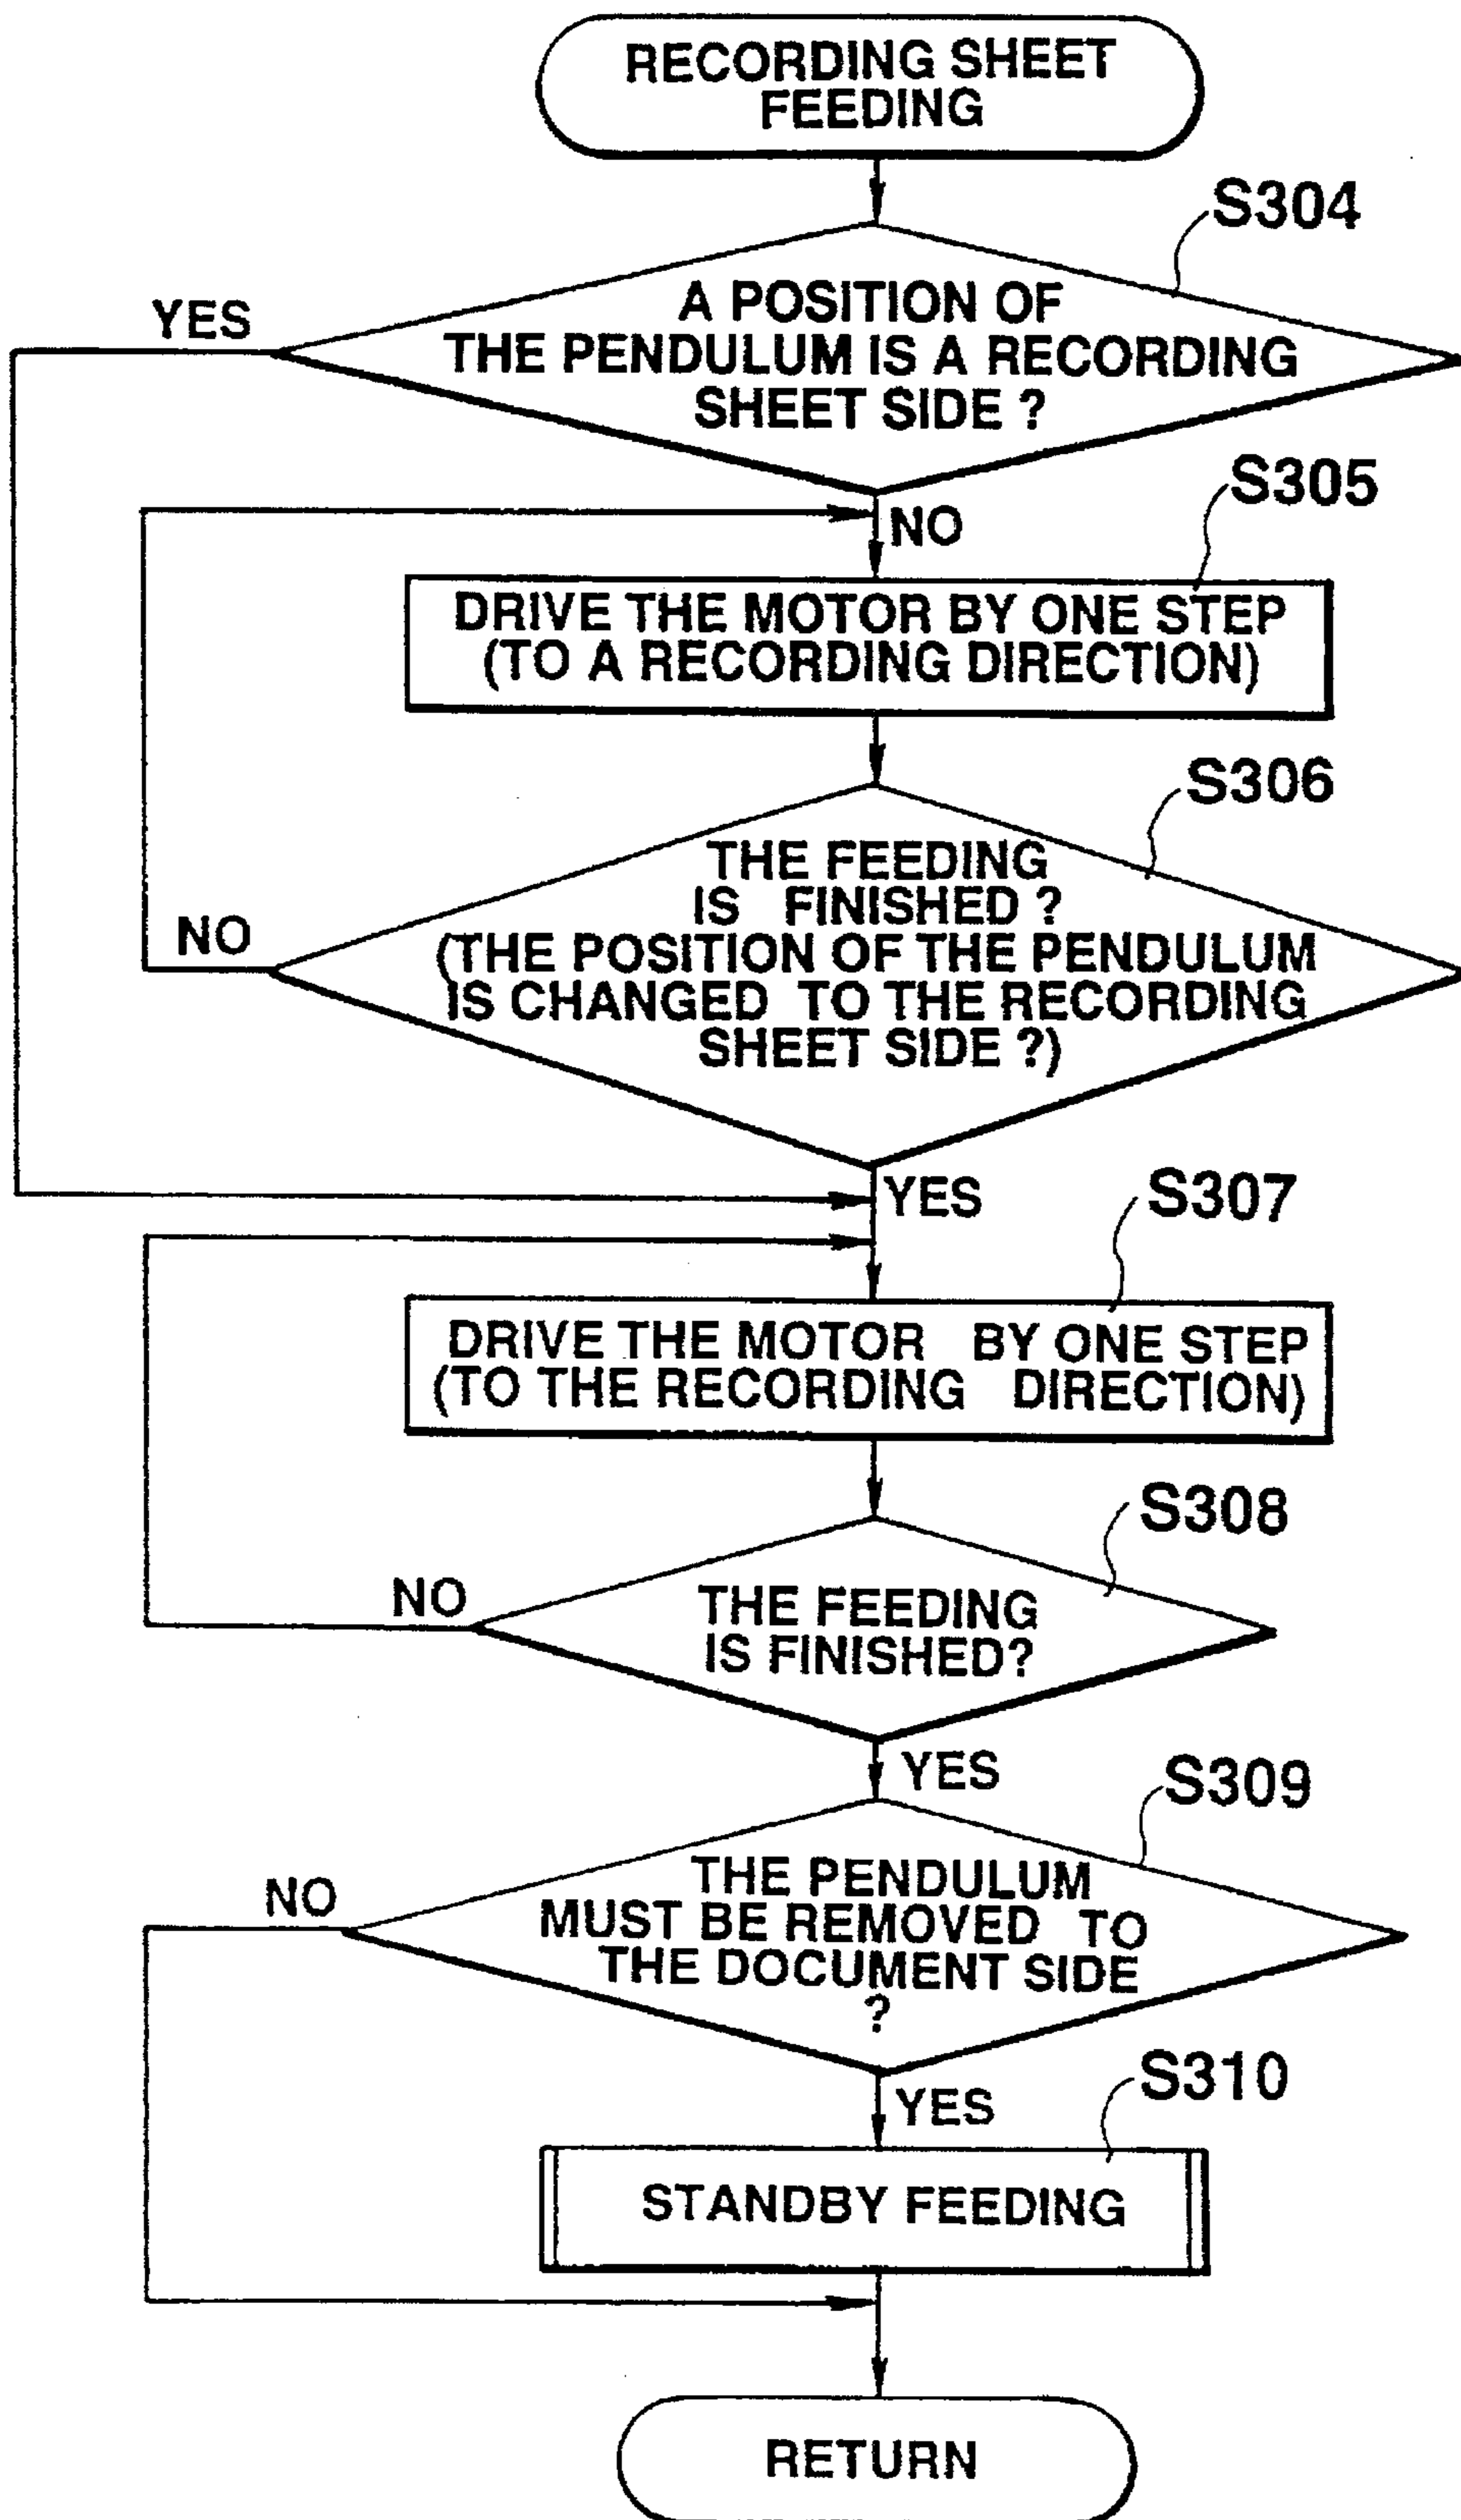 RECORDING SHEET
FEEDING
S304
YES
A POSITION OF
THE PENDULUM IS A RECORDING
SHEET SIDE ?
S305
NO
DRIVE THE MOTOR BY ONE STEP
(TO A RECORDING DIRECTION)
S306
THE FEEDING
IS FINISHED ?
NO
(THE POSITION OF THE PENDULUM
IS CHANGED TO THE RECORDING
SHEET SIDE ?)
YES
S307
DRIVE THE MOTOR BY ONE STEP
(TO THE RECORDING DIRECTION)
S308
NO
THE FEEDING
IS FINISHED?
YES
S309
NO
THE PENDULUM
MUST BE REMOVED TO
THE DOCUMENT SIDE
?
S310
YES
STANDBY FEEDING
RETURN